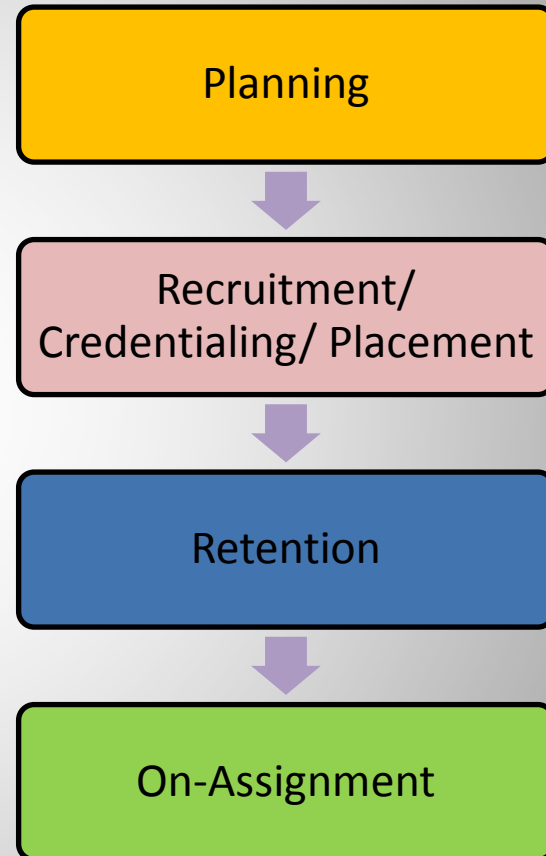 Planning
Recruitment/
Credentialing/ Placement
Retention
On-Assignment